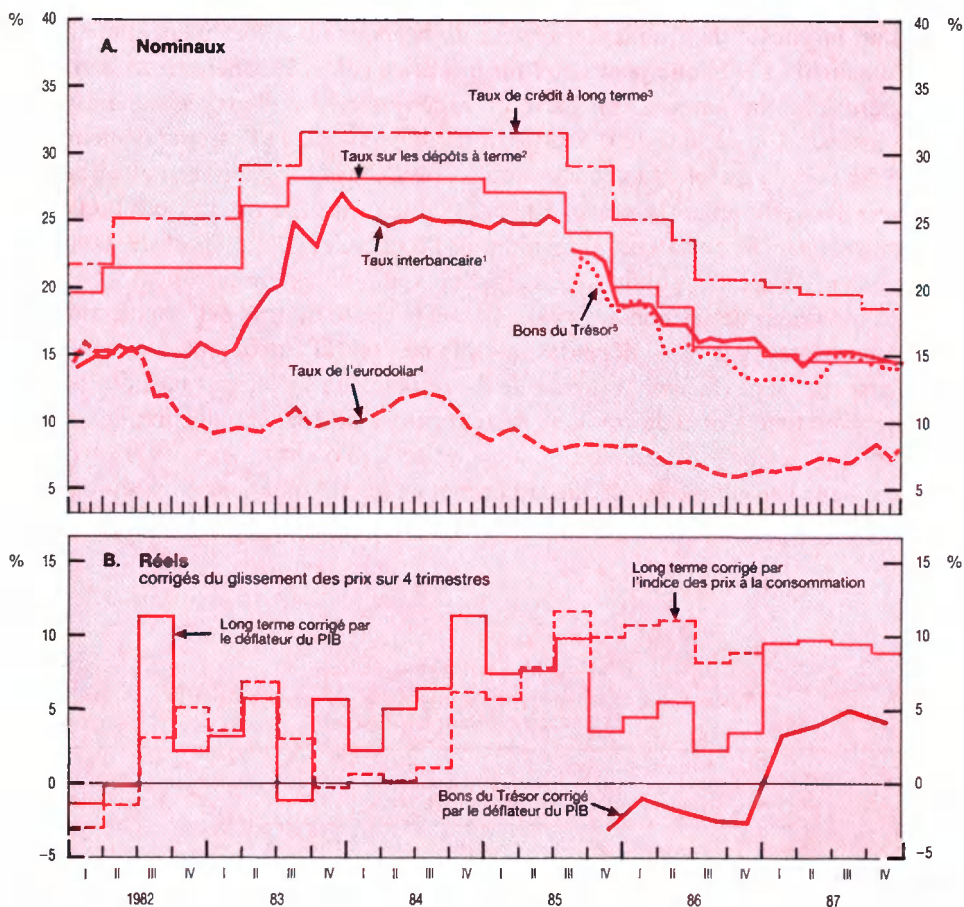 %
%
40
40
A. Nominaux
35
35
Taux de crédit à long terme³
30
30
Taux sur les dépôts à terme²
25
25
Taux interbancaire¹
20
20
Bons du Trésor⁵
15
15
Taux de l'eurodollar⁴
10
10
5
5
%
%
15
15
B. Réels
corrigés du glissement des prix sur 4 trimestres
Long terme corrigé par
l'indice des prix à la consommation
Long terme corrigé par
le déflateur du PIB
10
10
5
5
0
0
Bons du Trésor corrigé
par le déflateur du PIB
-5
-5
I II III IV I II III IV I II III IV I II III IV I II III IV I II III IV
1982 83 84 85 86 87